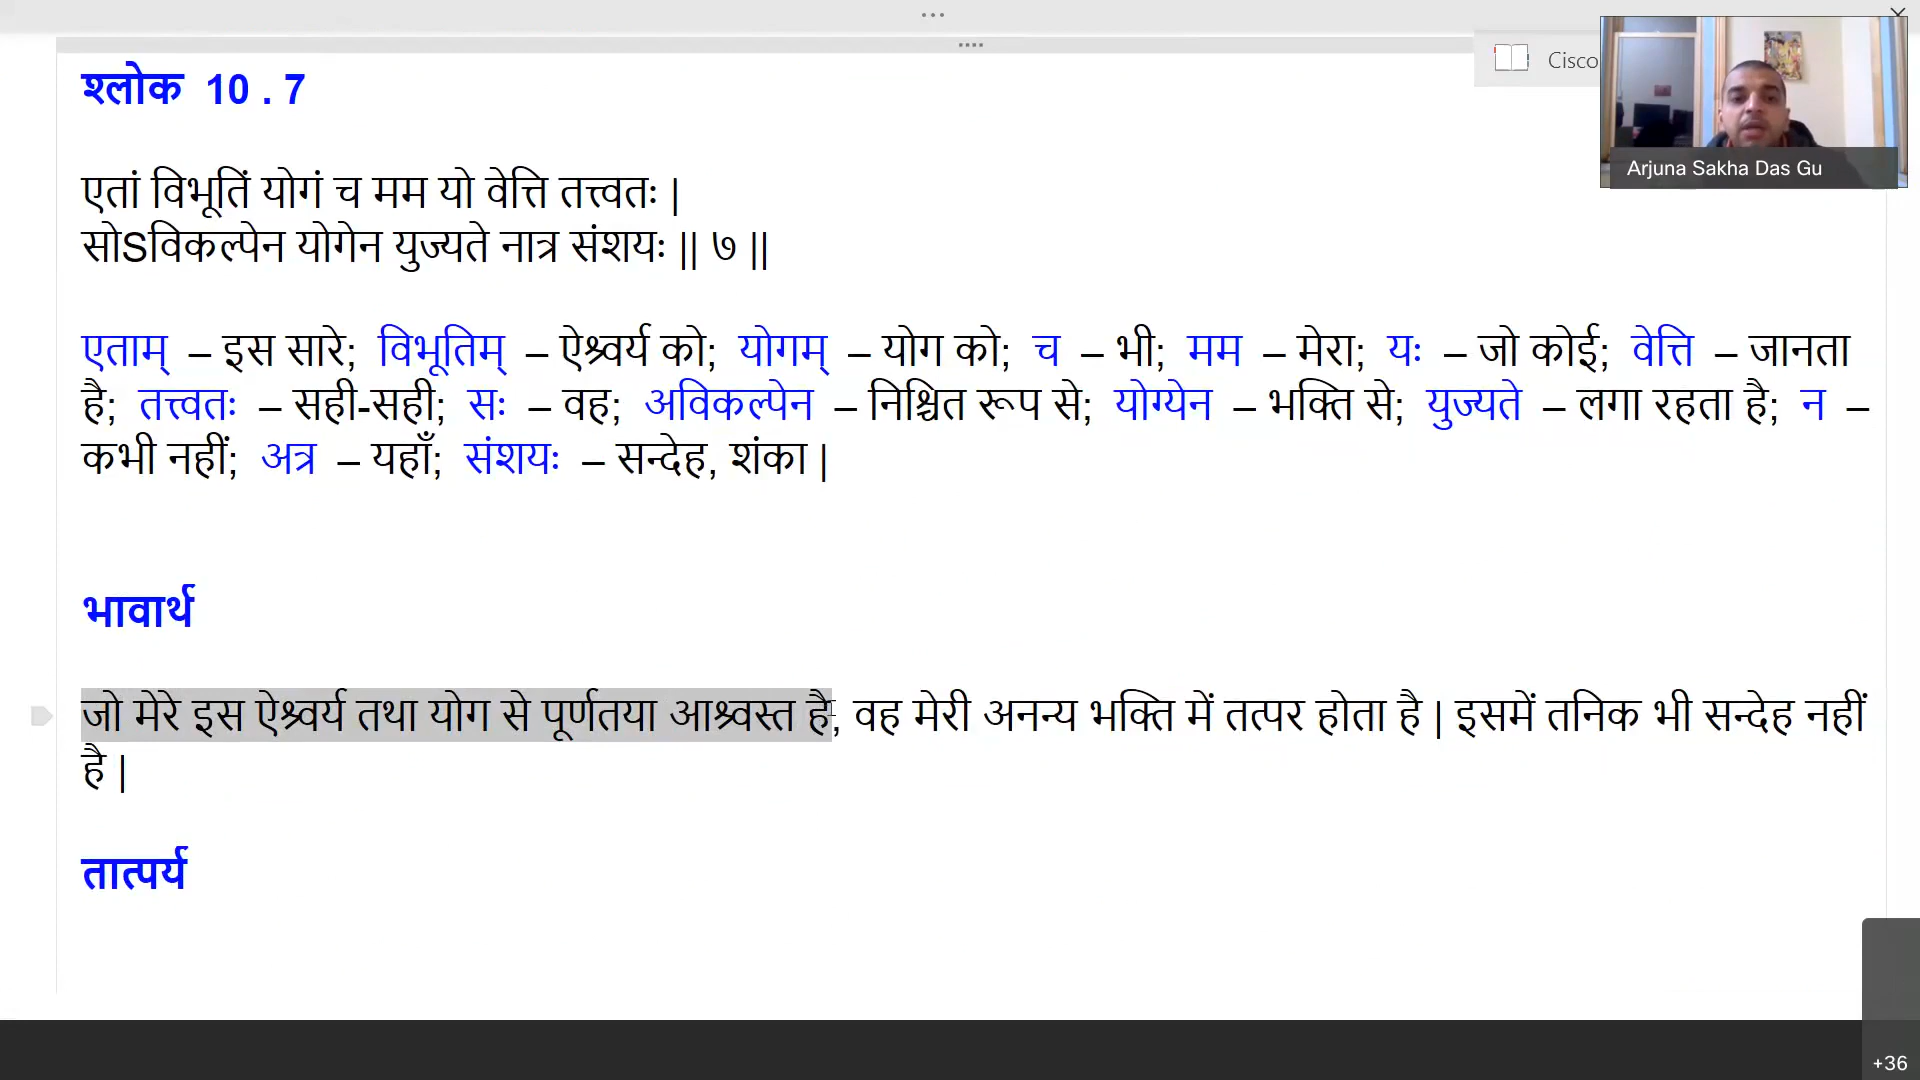 श्लोक 10 . 7
Cisco
Arjuna Sakha Das Gu
एतां विभूतिं योगं च मम यो वेत्ति तत्त्वतः |
सोSविकल्पेन योगेन युज्यते नात्र संशयः || ७ ||
एताम् – इस सारे; विभूतिम् – ऐश्र्वर्य को; योगम् – योग को; च – भी; मम – मेरा; यः – जो कोई; वेत्ति – जानता
है; तत्त्वतः – सही-सही; सः – वह; अविकल्पेन – निश्चित रूप से; योग्येन – भक्ति से; युज्यते – लगा रहता है; न –
कभी नहीं; अत्र – यहाँ; संशयः – सन्देह, शंका |
भावार्थ
जो मेरे इस ऐश्र्वर्य तथा योग से पूर्णतया आश्र्वस्त है, वह मेरी अनन्य भक्ति में तत्पर होता है | इसमें तनिक भी सन्देह नहीं
है |
तात्पर्य
+36